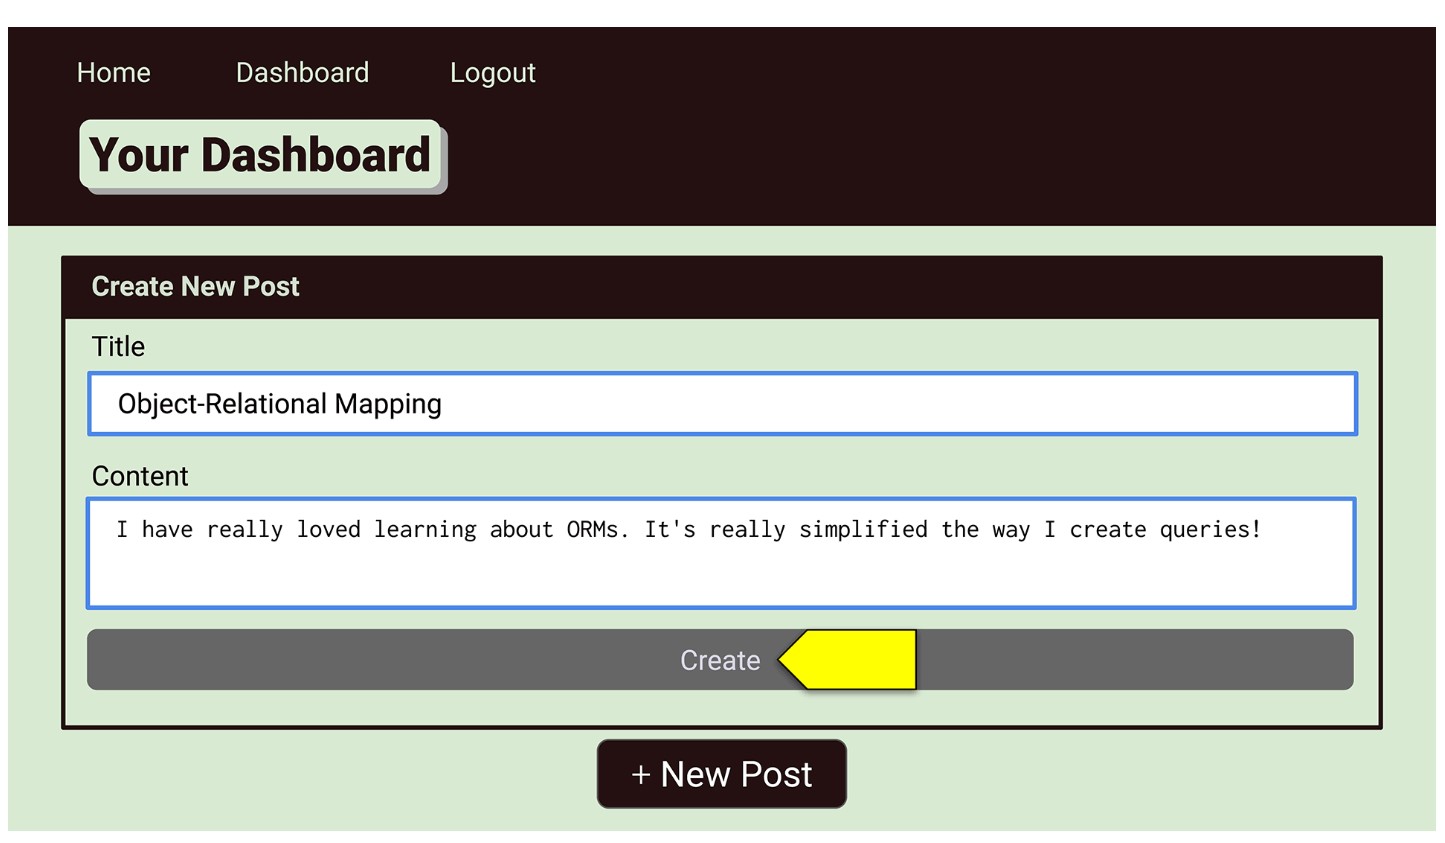 Home Dashboard Logout
Your Dashboard
Create New Post
Title
Object-Relational Mapping
Content
I have really loved learning about ORMs. It's really simplified the way I create queries!
Create
+ New Post